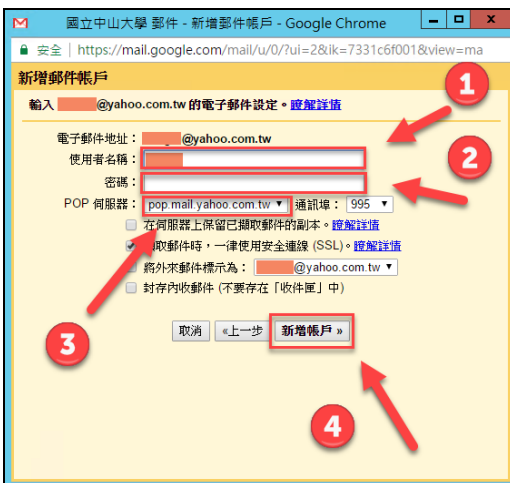 國立中山大學 郵件 - 新增郵件帳戶 - Google Chrome
安全 | https://mail.google.com/mail/u/0/?ui=2&ik=7331c6f001&view=ma
新增郵件帳戶
1
輸入 @yahoo.com.tw 的電子郵件設定。瞭解詳情
電子郵件地址： @yahoo.com.tw
使用者名稱：
2
密碼：
POP 伺服器： pop.mail.yahoo.com.tw 通訊埠： 995
在伺服器上保留已擷取郵件的副本。瞭解詳情
擷取郵件時，一律使用安全連線 (SSL)。瞭解詳情
將外來郵件標示為： @yahoo.com.tw
封存內收郵件 (不要存在「收件匣」中)
取消 «上一步 新增帳戶 »
3
4